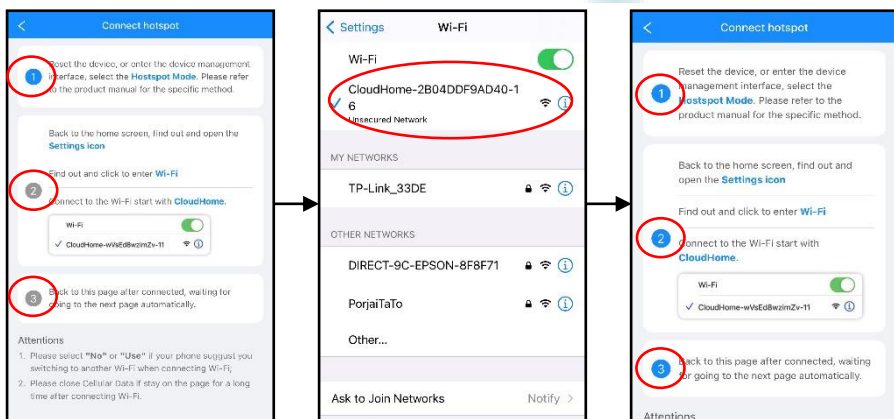 Connect hotspot
1
Reset the device, or enter the device management
interface, select the Hostspot Mode. Please refer
to the product manual for the specific method.
Back to the home screen, find out and open the
Settings icon
Find out and click to enter Wi-Fi
2
Connect to the Wi-Fi start with CloudHome.
Wi-Fi
CloudHome-wVsEd8wzimZv-11
3
Back to this page after connected, waiting for
going to the next page automatically.
Attentions
1. Please select "No" or "Use" if your phone suggust you
switching to another Wi-Fi when connecting Wi-Fi;
2. Please close Cellular Data if stay on the page for a long
time after connecting Wi-Fi.
Settings
Wi-Fi
Wi-Fi
CloudHome-2B04DDF9AD40-1
6
Unsecured Network
MY NETWORKS
TP-Link_33DE
OTHER NETWORKS
DIRECT-9C-EPSON-8F8F71
PorjaiTaTo
Other...
Ask to Join Networks
Notify
Connect hotspot
1
Reset the device, or enter the device
management interface, select the
Hostspot Mode. Please refer to the
product manual for the specific method.
Back to the home screen, find out and
open the Settings icon
Find out and click to enter Wi-Fi
2
Connect to the Wi-Fi start with
CloudHome.
Wi-Fi
CloudHome-wVsEd8wzimZv-11
3
Back to this page after connected, waiting
for going to the next page automatically.
Attentions